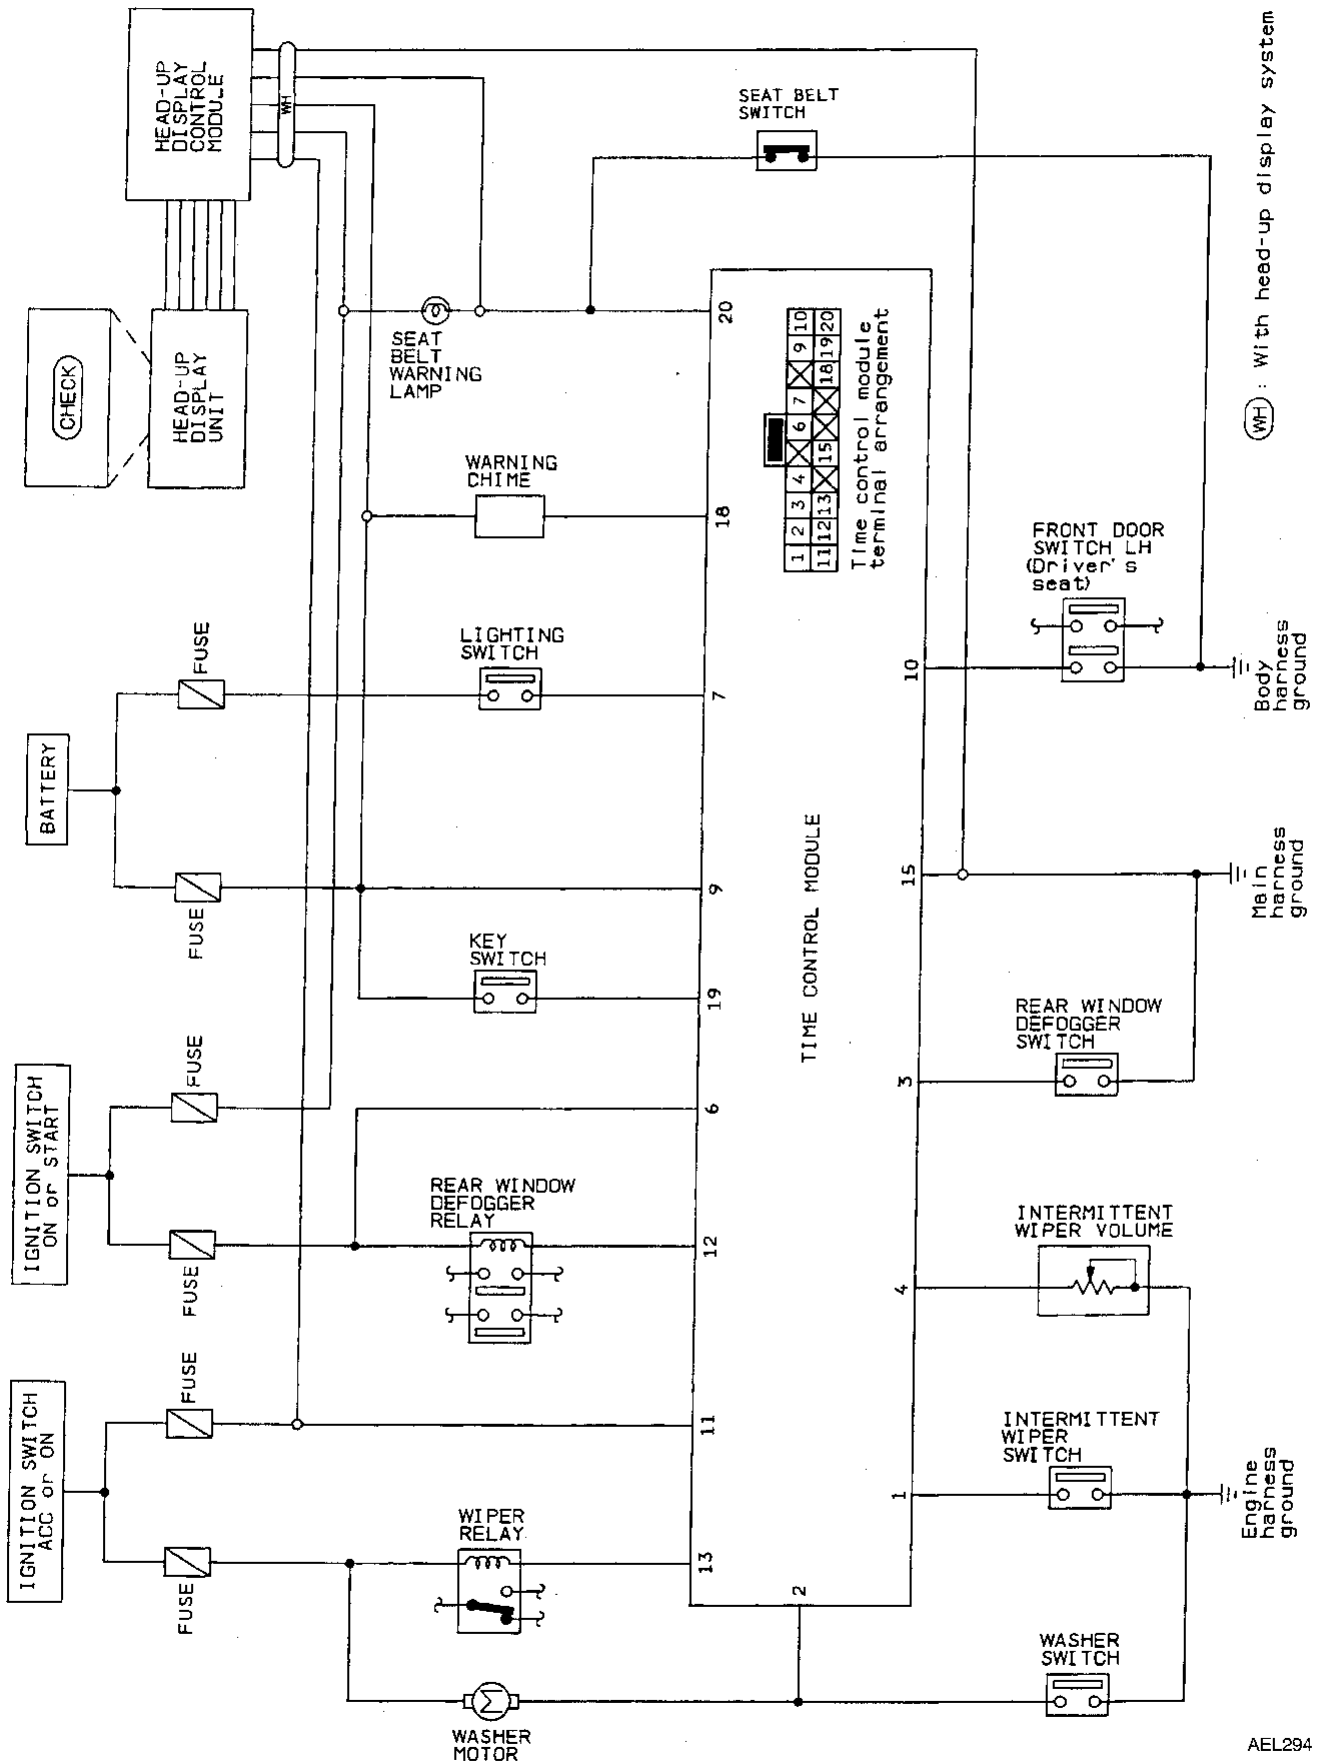 HEAD-UP
DISPLAY
CONTROL
MODULE
WH
SEAT BELT
SWITCH
WH : With head-up display system
CHECK
HEAD-UP
DISPLAY
UNIT
SEAT
BELT
WARNING
LAMP
20
1 2 3 4 6 7 9 10
11 12 13 15 18 19 20
Time control module
terminal arrangement
WARNING
CHIME
18
FRONT DOOR
SWITCH LH
(Driver's
seat)
FUSE
LIGHTING
SWITCH
7
10
Body
harness
ground
BATTERY
FUSE
9
TIME CONTROL MODULE
15
Main
harness
ground
KEY
SWITCH
19
REAR WINDOW
DEFOGGER
SWITCH
3
IGNITION SWITCH
ON or START
FUSE
6
REAR WINDOW
DEFOGGER
RELAY
FUSE
12
INTERMITTENT
WIPER VOLUME
4
IGNITION SWITCH
ACC or ON
FUSE
11
INTERMITTENT
WIPER
SWITCH
1
Engine
harness
ground
WIPER
RELAY
FUSE
13
2
WASHER
SWITCH
M
WASHER
MOTOR
AEL294